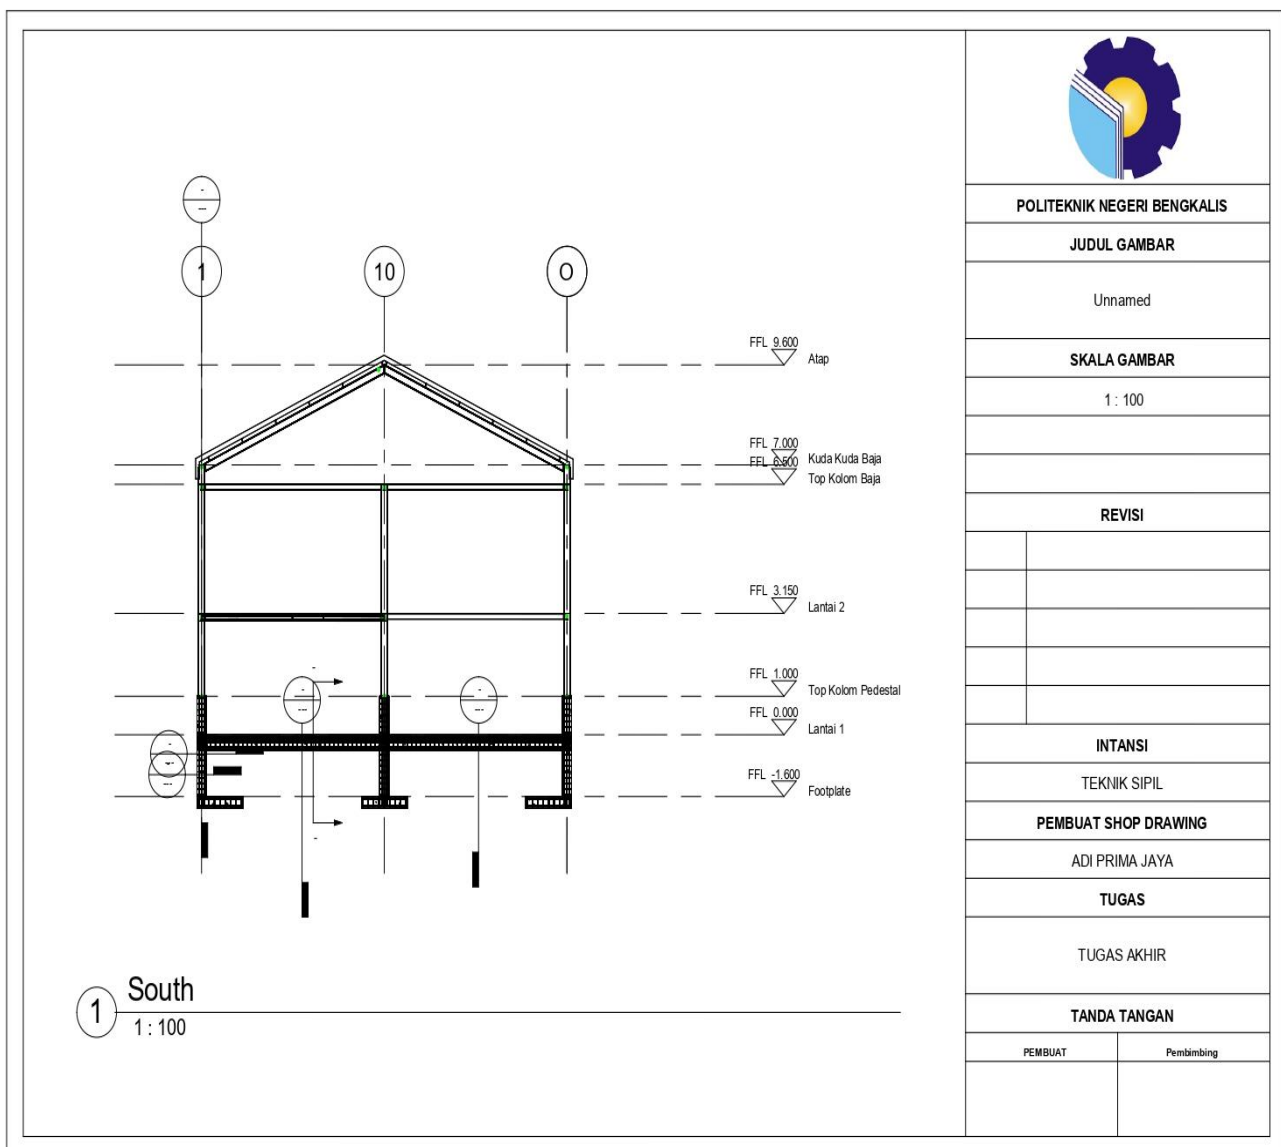 1
10
O
FFL 9.600
Atap
FFL 7.000
Kuda Kuda Baja
FFL 6.500
Top Kolom Baja
FFL 3.150
Lantai 2
FFL 1.000
Top Kolom Pedestal
FFL 0.000
Lantai 1
FFL -1.600
Footplate
1
South
1 : 100
POLITEKNIK NEGERI BENGKALIS
JUDUL GAMBAR
Unnamed
SKALA GAMBAR
1 : 100
REVISI
INTANSI
TEKNIK SIPIL
PEMBUAT SHOP DRAWING
ADI PRIMA JAYA
TUGAS
TUGAS AKHIR
TANDA TANGAN
PEMBUAT
Pembimbing